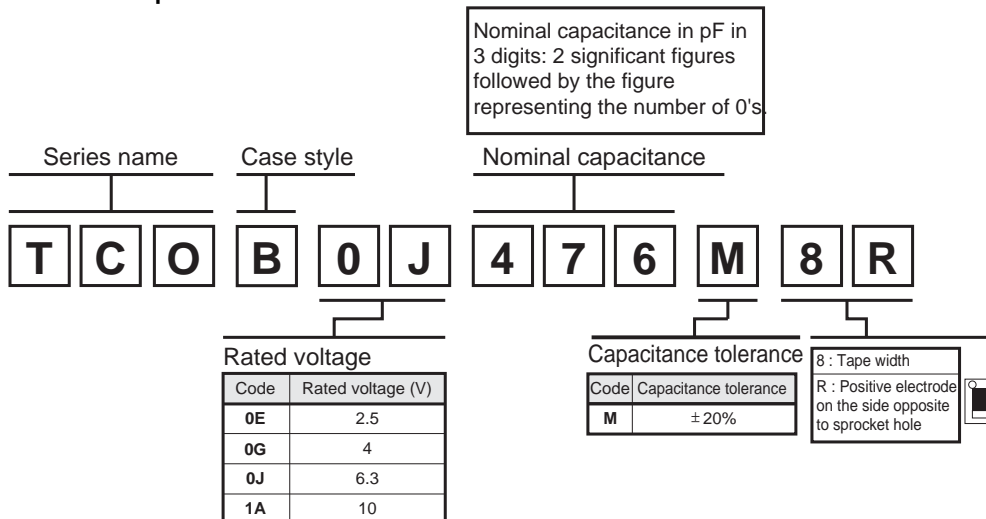 Nominal capacitance in pF in
3 digits: 2 significant figures
followed by the figure
representing the number of 0's.
Series name Case style Nominal capacitance
T C O B 0 J 4 7 6 M 8 R
Rated voltage
Code Rated voltage (V)
0E 2.5
0G 4
0J 6.3
1A 10
Capacitance tolerance
Code Capacitance tolerance
M ±20%
8 : Tape width
R : Positive electrode
on the side opposite
to sprocket hole